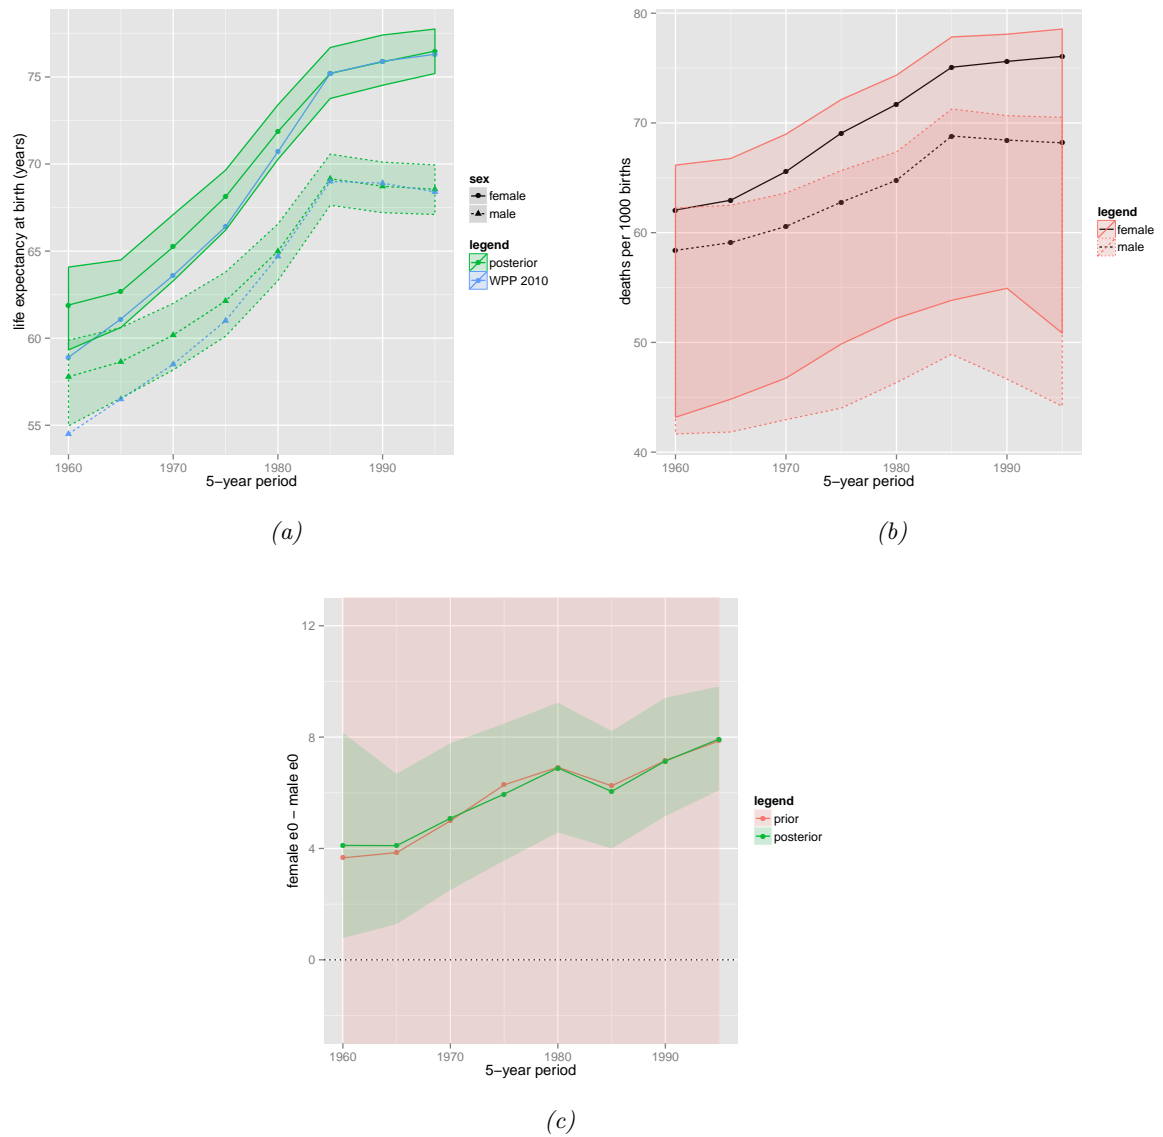 75
70
65
60
55
1960
1970
1980
1990
life expectancy at birth (years)
5−year period
sex
female
male
legend
posterior
WPP 2010
(a)
80
70
60
50
40
1960
1970
1980
1990
deaths per 1000 births
5−year period
legend
female
male
(b)
12
8
4
0
1960
1970
1980
1990
female e0 − male e0
5−year period
legend
prior
posterior
(c)